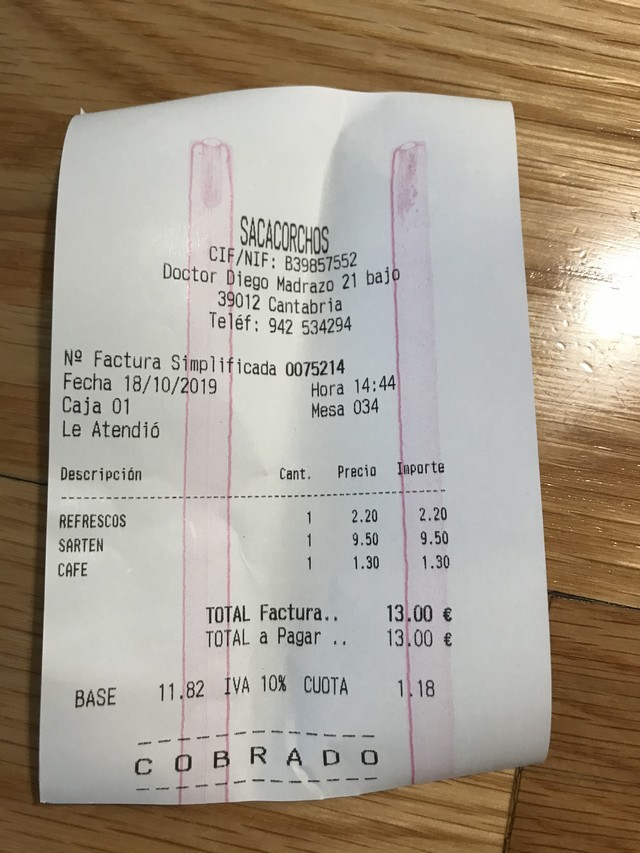 SACACORCHOS
CIF/NIF: B39857552
Doctor Diego Madrazo 21 bajo
39012 Cantabria
Teléf: 942 534294
Nº Factura Simplificada 0075214
Fecha 18/10/2019 Hora 14:44
Caja 01 Mesa 034
Le Atendió
Descripción Cant. Precio Importe
REFRESCOS 1 2.20 2.20
SARTEN 1 9.50 9.50
CAFE 1 1.30 1.30
TOTAL Factura.. 13.00 €
TOTAL a Pagar .. 13.00 €
BASE 11.82 IVA 10% CUOTA 1.18
COBRADO